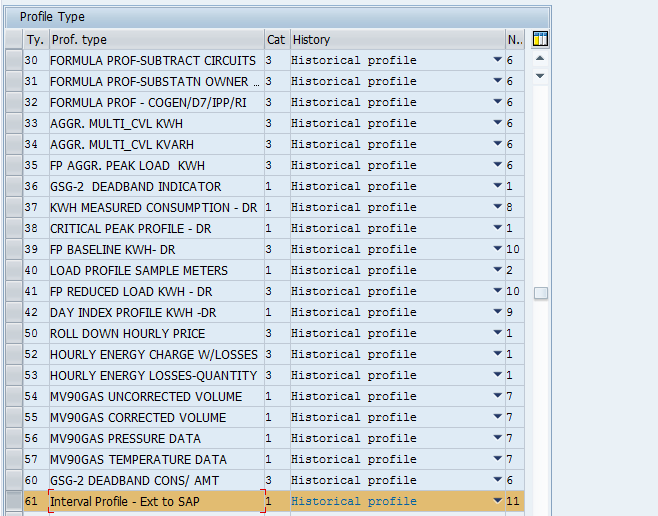 Profile Type
Ty. Prof. type Cat History N..
30 FORMULA PROF-SUBTRACT CIRCUITS 3 Historical profile 6
31 FORMULA PROF-SUBSTATN OWNER ... 3 Historical profile 6
32 FORMULA PROF - COGEN/D7/IPP/RI 3 Historical profile 6
33 AGGR. MULTI_CVL KWH 3 Historical profile 6
34 AGGR. MULTI_CVL KVARH 3 Historical profile 6
35 FP AGGR. PEAK LOAD  KWH 3 Historical profile 6
36 GSG-2  DEADBAND INDICATOR 1 Historical profile 1
37 KWH MEASURED CONSUMPTION - DR 1 Historical profile 8
38 CRITICAL PEAK PROFILE - DR 1 Historical profile 1
39 FP BASELINE KWH- DR 3 Historical profile 10
40 LOAD PROFILE SAMPLE METERS 1 Historical profile 2
41 FP REDUCED LOAD KWH - DR 3 Historical profile 10
42 DAY INDEX PROFILE KWH -DR 1 Historical profile 9
50 ROLL DOWN HOURLY PRICE 3 Historical profile 1
52 HOURLY ENERGY CHARGE W/LOSSES 3 Historical profile 1
53 HOURLY ENERGY LOSSES-QUANTITY 3 Historical profile 1
54 MV90GAS UNCORRECTED VOLUME 1 Historical profile 7
55 MV90GAS CORRECTED VOLUME 1 Historical profile 7
56 MV90GAS PRESSURE DATA 1 Historical profile 7
57 MV90GAS TEMPERATURE DATA 1 Historical profile 7
60 GSG-2 DEADBAND CONS/ AMT 3 Historical profile 6
61 Interval Profile - Ext to SAP 1 Historical profile 11